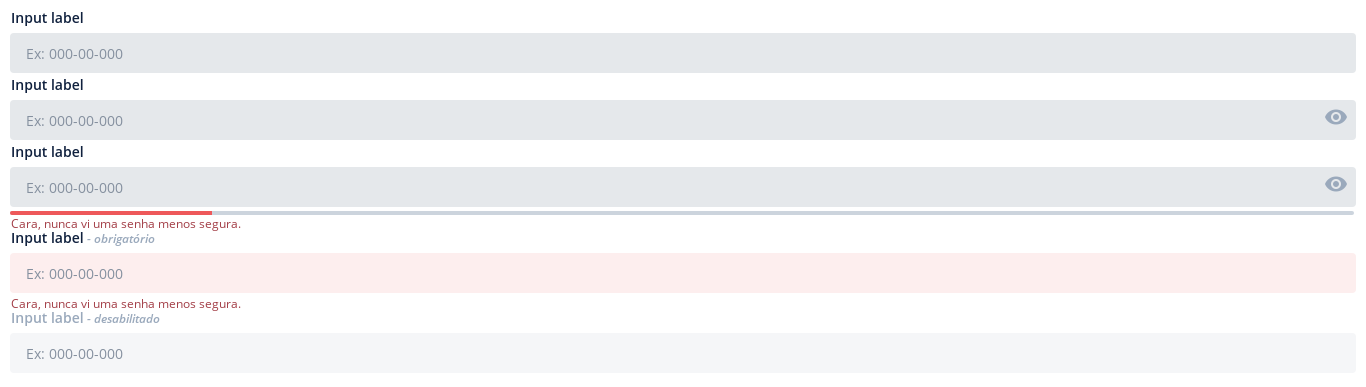 Input label
Ex: 000-00-000
Input label
Ex: 000-00-000
Input label
Ex: 000-00-000
Cara, nunca vi uma senha menos segura.
Input label - obrigatório
Ex: 000-00-000
Cara, nunca vi uma senha menos segura.
Input label - desabilitado
Ex: 000-00-000